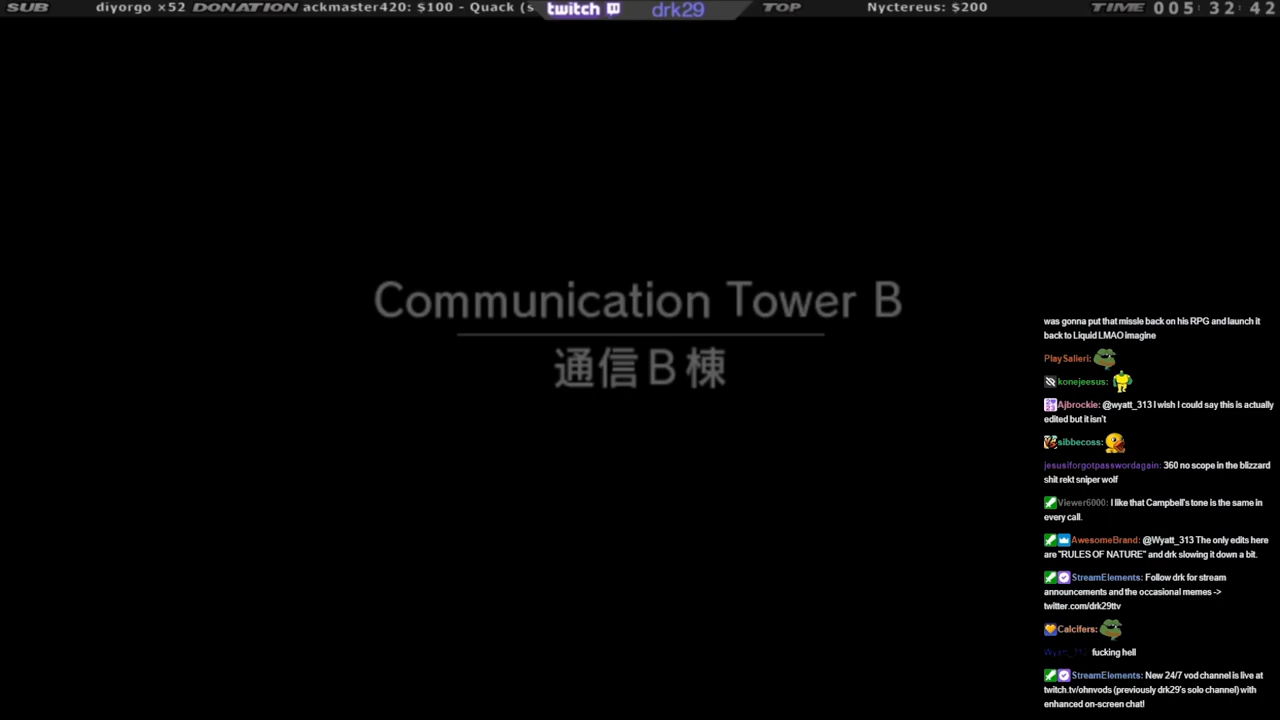 SUB diyorgo ×52 DONATION ackmaster420: $100 - Quack (s twitch drk29 TOP Nyctereus: $200 TIME 005:32:42
Communication Tower B
通信B棟
was gonna put that missle back on his RPG and launch it
back to Liquid LMAO imagine
PlaySalieri:
konejeesus:
Ajbrockie: @wyatt_313 I wish I could say this is actually
edited but it isn't
sibbecoss:
jesusiforgotpasswordagain: 360 no scope in the blizzard
shit rekt sniper wolf
Viewer6000: I like that Campbell's tone is the same in
every call.
AwesomeBrand: @Wyatt_313 The only edits here
are "RULES OF NATURE" and drk slowing it down a bit.
StreamElements: Follow drk for stream
announcements and the occasional memes ->
twitter.com/drk29ttv
Calcifers:
Wyatt_313: fucking hell
StreamElements: New 24/7 vod channel is live at
twitch.tv/ohnvods (previously drk29's solo channel) with
enhanced on-screen chat!